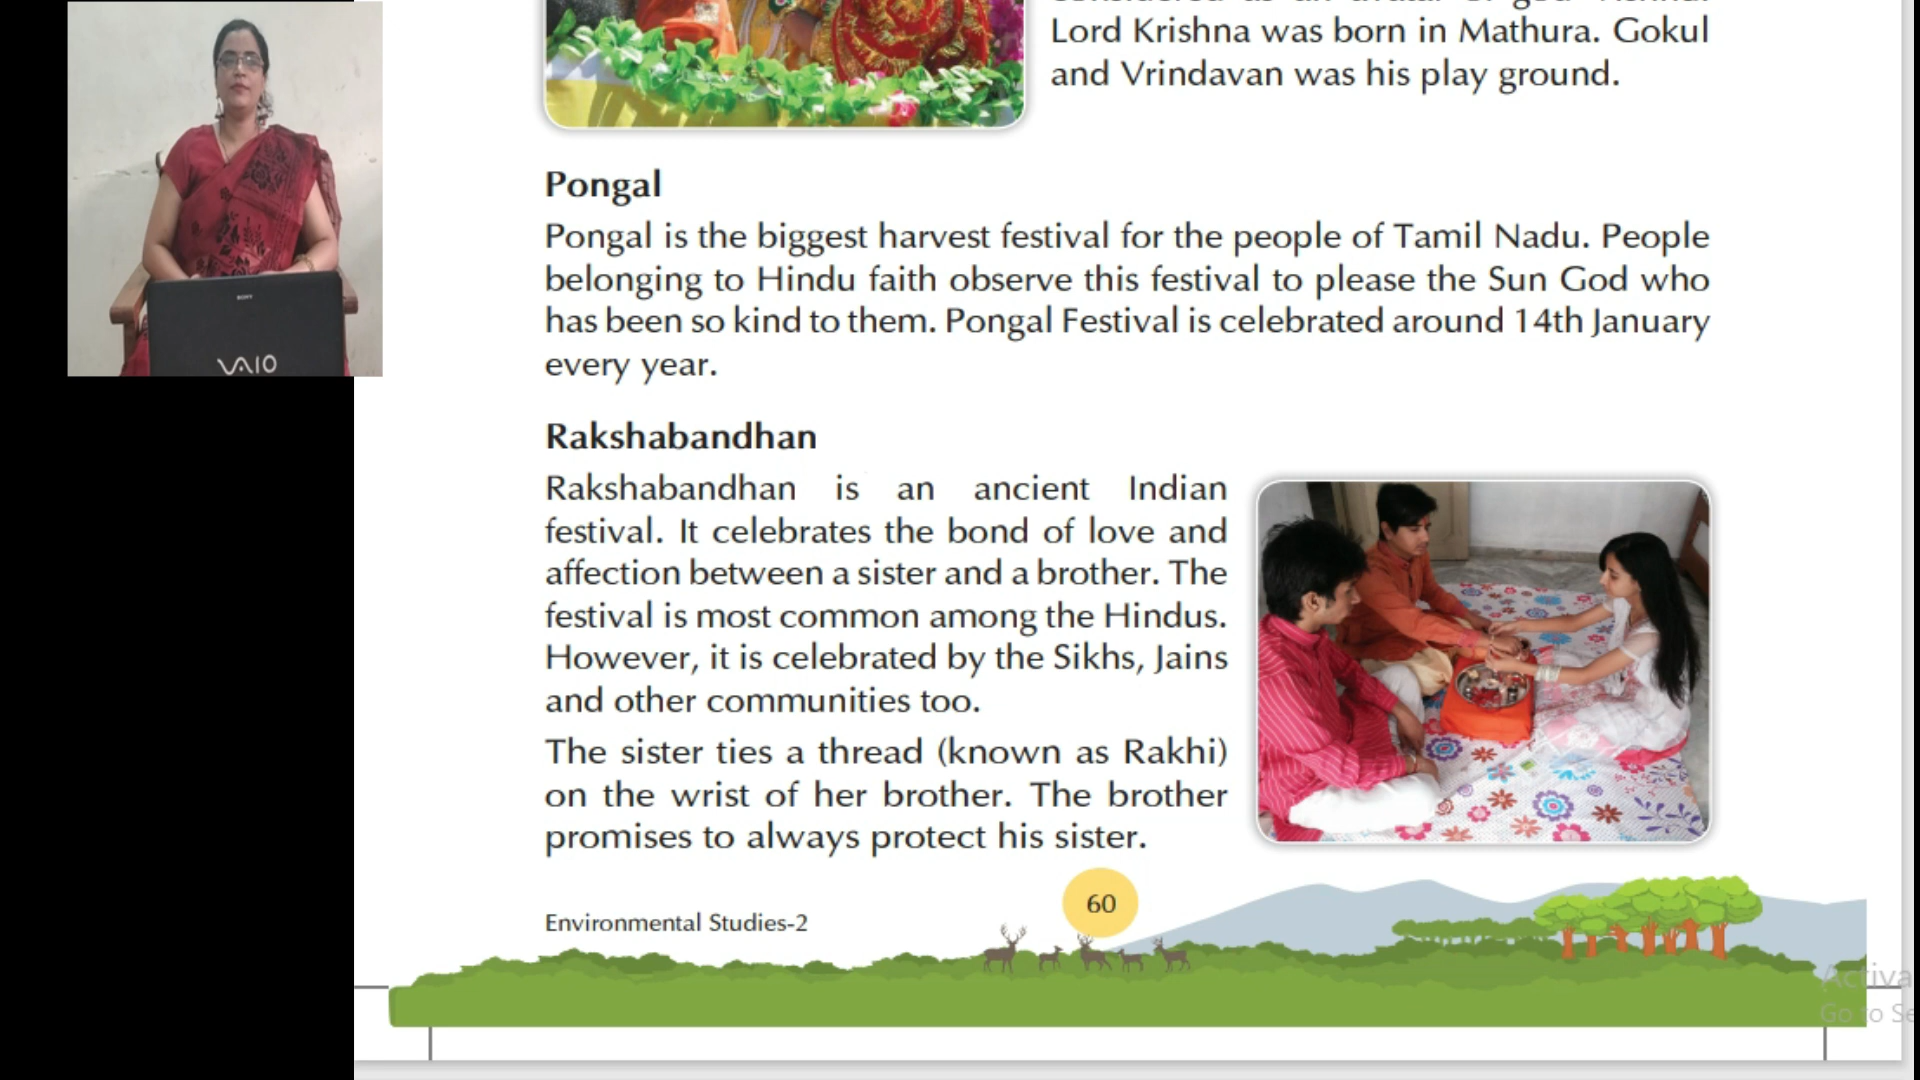 Lord Krishna was born in Mathura. Gokul
and Vrindavan was his play ground.
Pongal
Pongal is the biggest harvest festival for the people of Tamil Nadu. People
belonging to Hindu faith observe this festival to please the Sun God who
has been so kind to them. Pongal Festival is celebrated around 14th January
every year.
Rakshabandhan
Rakshabandhan is an ancient Indian
festival. It celebrates the bond of love and
affection between a sister and a brother. The
festival is most common among the Hindus.
However, it is celebrated by the Sikhs, Jains
and other communities too.
The sister ties a thread (known as Rakhi)
on the wrist of her brother. The brother
promises to always protect his sister.
Environmental Studies-2
60
SONY
VAIO
Activa
Go to Se